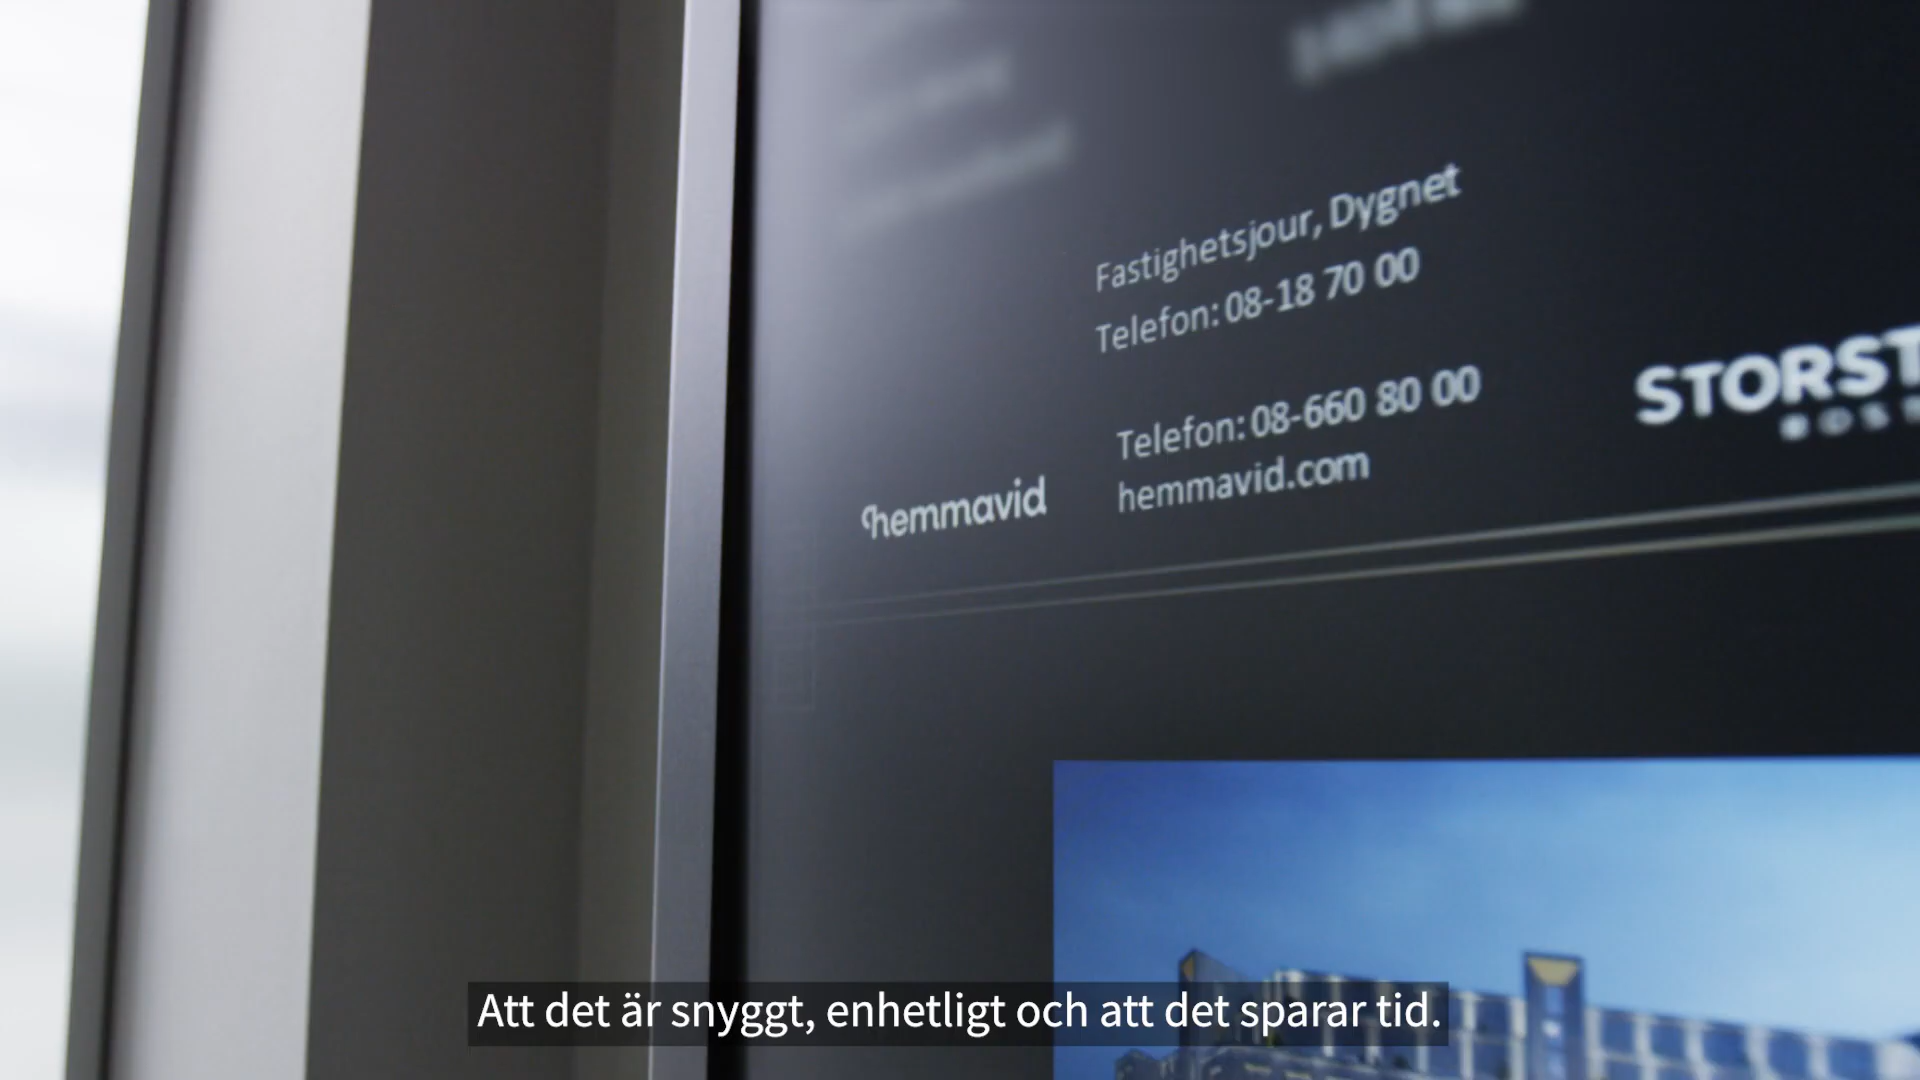 Fastighetsjour, Dygnet
Telefon: 08-18 70 00
Telefon: 08-660 80 00
hemmavid.com
hemmavid
STORST
Att det är snyggt, enhetligt och att det sparar tid.